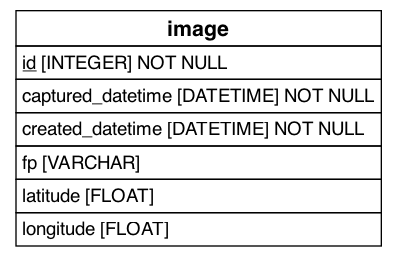 image
id [INTEGER] NOT NULL
captured_datetime [DATETIME] NOT NULL
created_datetime [DATETIME] NOT NULL
fp [VARCHAR]
latitude [FLOAT]
longitude [FLOAT]